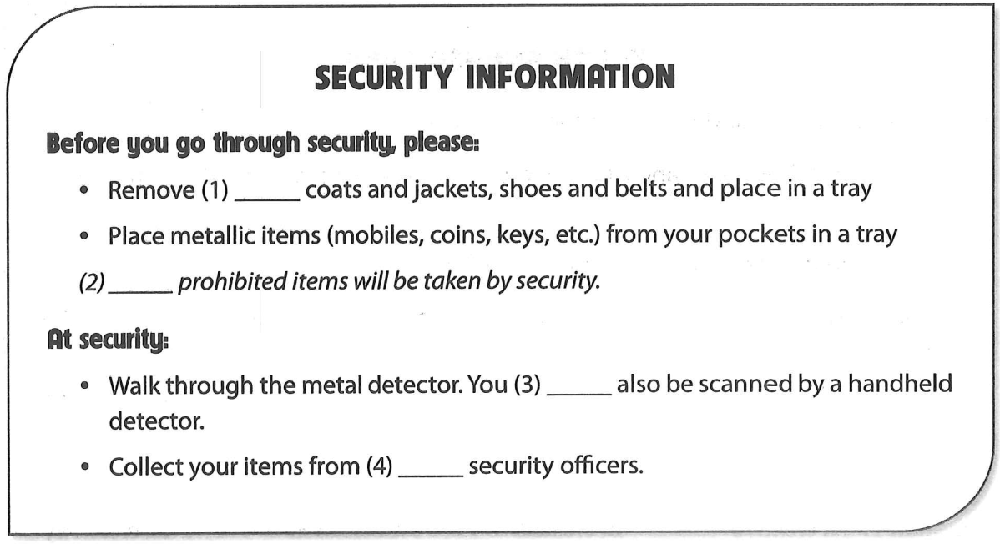 SECURITY INFORMATION
Before you go through security, please:
• Remove (1) _____ coats and jackets, shoes and belts and place in a tray
• Place metallic items (mobiles, coins, keys, etc.) from your pockets in a tray
(2) _____ prohibited items will be taken by security.
At security:
• Walk through the metal detector. You (3) _____ also be scanned by a handheld
detector.
• Collect your items from (4) _____ security officers.